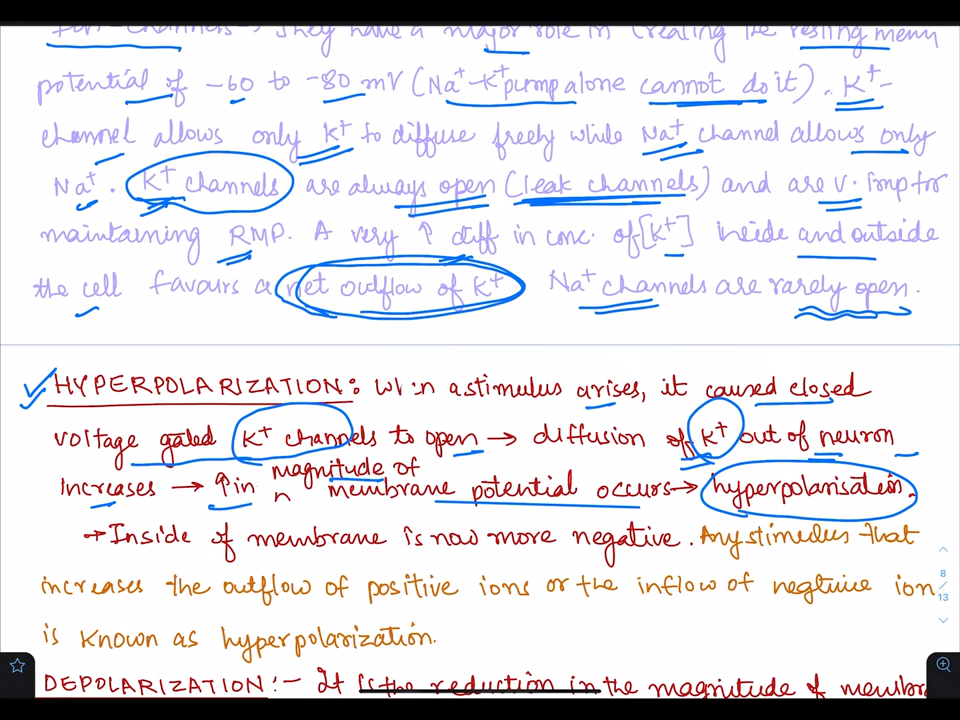 channels → They have a major role in creating the resting mem
potential of -60 to -80 mV (Na⁺-K⁺ pump alone cannot do it). K⁺-
channel allows only K⁺ to diffuse freely while Na⁺ channel allows only
Na⁺. K⁺ channels are always open (leak channels) and are v. imp for
maintaining RMP. A very ↑ diff in conc. of [K⁺] inside and outside
the cell favours a net outflow of K⁺ Na⁺ channels are rarely open.
HYPERPOLARIZATION: When a stimulus arises, it caused closed
voltage gated K⁺ channels to open → diffusion of K⁺ out of neuron
increases → ↑ in magnitude of membrane potential occurs → hyperpolarisation.
→ Inside of membrane is now more negative. Any stimulus that
increases the outflow of positive ions or the inflow of negtive ion
is known as hyperpolarization.
8
/
13
DEPOLARIZATION:- It is the reduction in the magnitude of membr